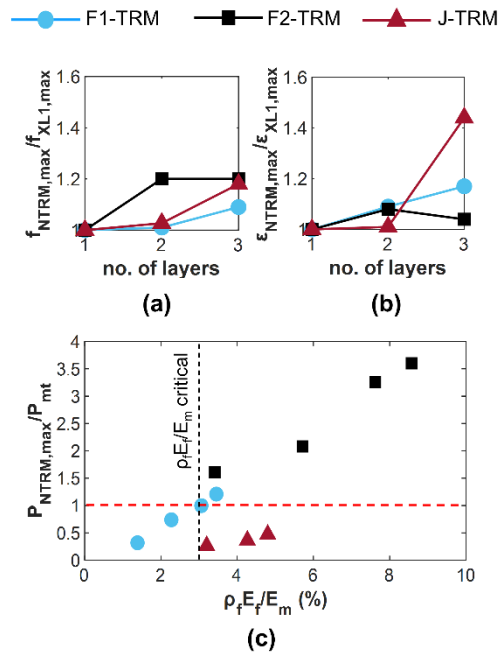 F1-TRM F2-TRM J-TRM
f_NTRM,max/f_XL1,max
1.6
1.4
1.2
1
1 2 3
no. of layers
(a)
ε_NTRM,max/ε_XL1,max
1.6
1.4
1.2
1
1 2 3
no. of layers
(b)
P_NTRM,max/P_mt
4
3.5
3
2.5
2
1.5
1
0.5
0
ρ_fE_f/E_m critical
0 2 4 6 8 10
ρ_fE_f/E_m (%)
(c)